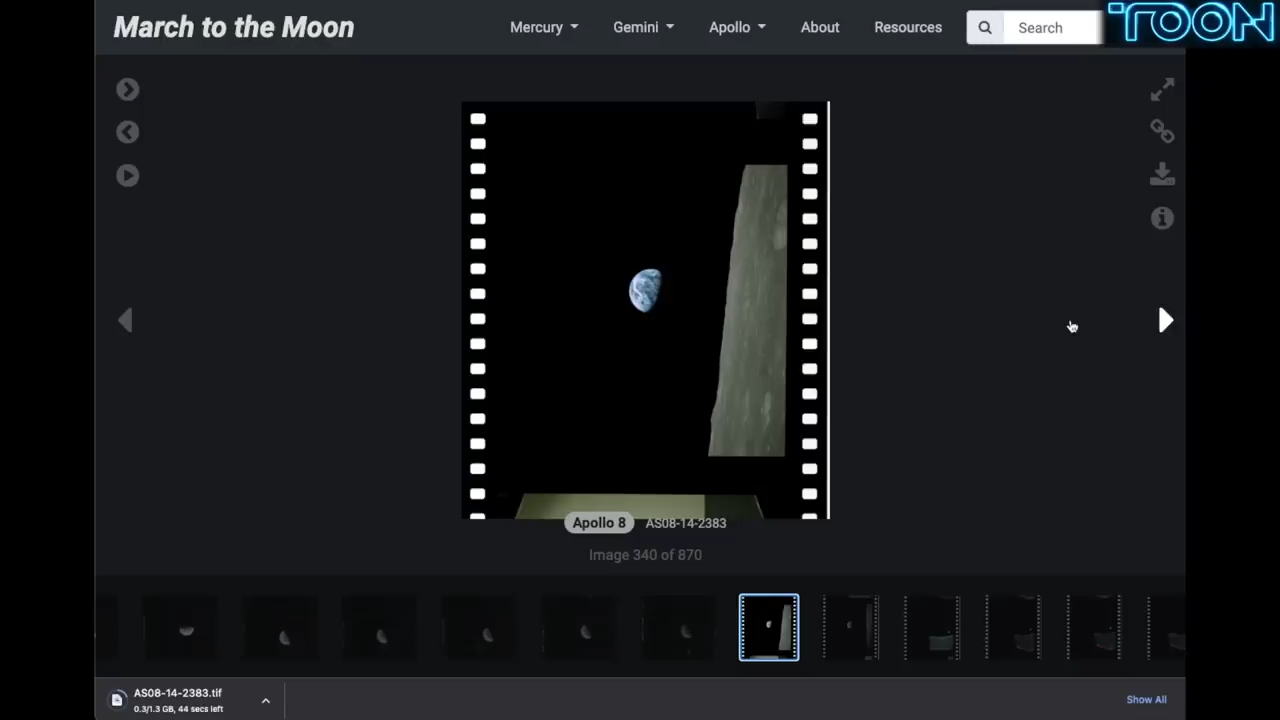 March to the Moon
Mercury
Gemini
Apollo
About
Resources
Search
TOON
Apollo 8
AS08-14-2383
Image 340 of 870
AS08-14-2383.tif
0.3/1.3 GB, 44 secs left
Show All